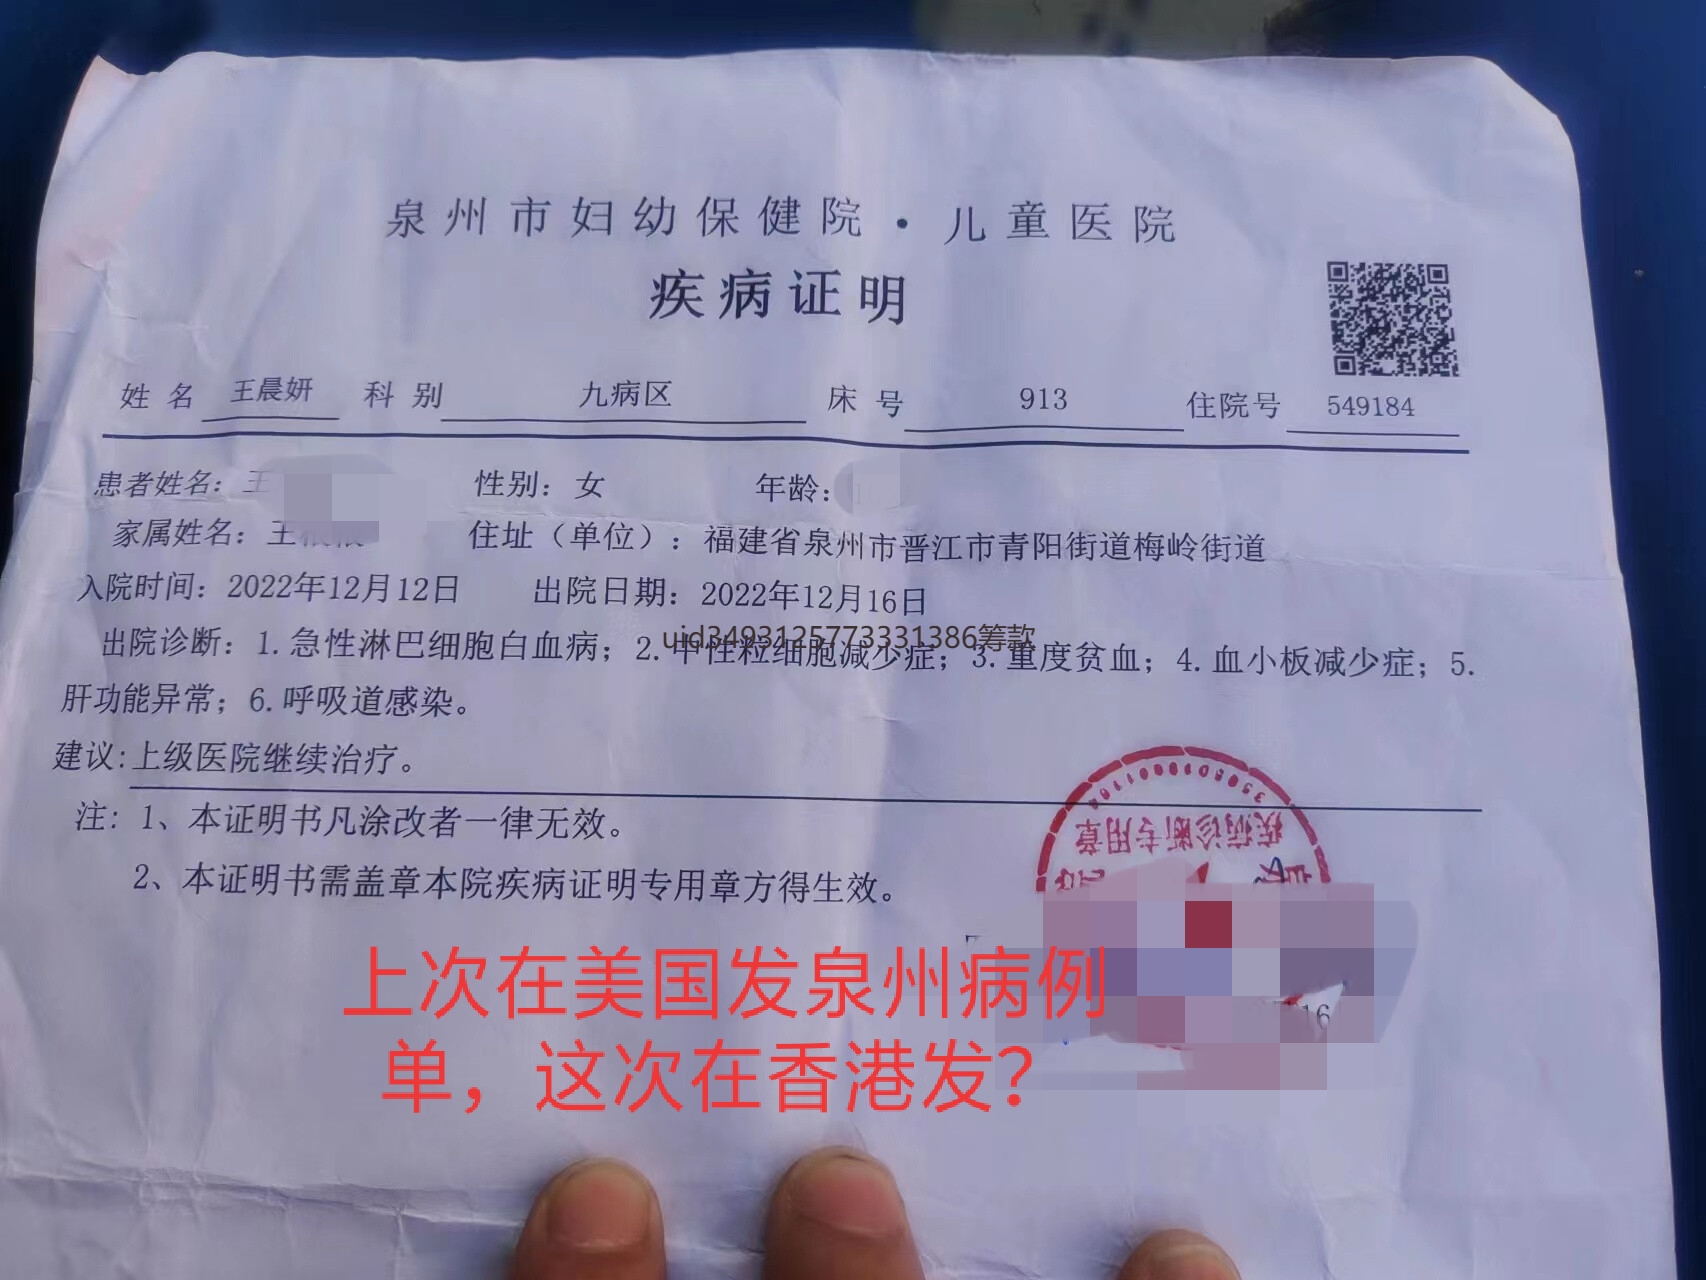 泉州市妇幼保健院·儿童医院
疾病证明
姓名 王晨妍 科别 九病区 床号 913 住院号 549184
患者姓名：王 性别：女 年龄：
家属姓名：王 住址（单位）：福建省泉州市晋江市青阳街道梅岭街道
入院时间：2022年12月12日 出院日期：2022年12月16日
出院诊断：1.急性淋巴细胞白血病；2.中性粒细胞减少症；3.重度贫血；4.血小板减少症；5.
uid3493125773331386筹款
肝功能异常；6.呼吸道感染。
建议:上级医院继续治疗。
注：1、本证明书凡涂改者一律无效。
2、本证明书需盖章本院疾病证明专用章方得生效。
疾病诊断专用章
16
上次在美国发泉州病例
单，这次在香港发？